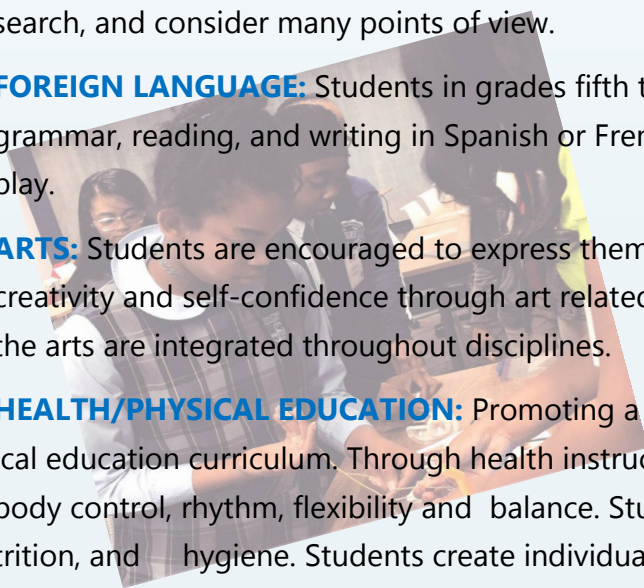 search, and consider many points of view.
FOREIGN LANGUAGE: Students in grades fifth t
grammar, reading, and writing in Spanish or Fren
play.
ARTS: Students are encouraged to express them
creativity and self-confidence through art related
the arts are integrated throughout disciplines.
HEALTH/PHYSICAL EDUCATION: Promoting a
ical education curriculum. Through health instruc
body control, rhythm, flexibility and balance. Stu
trition, and hygiene. Students create individua